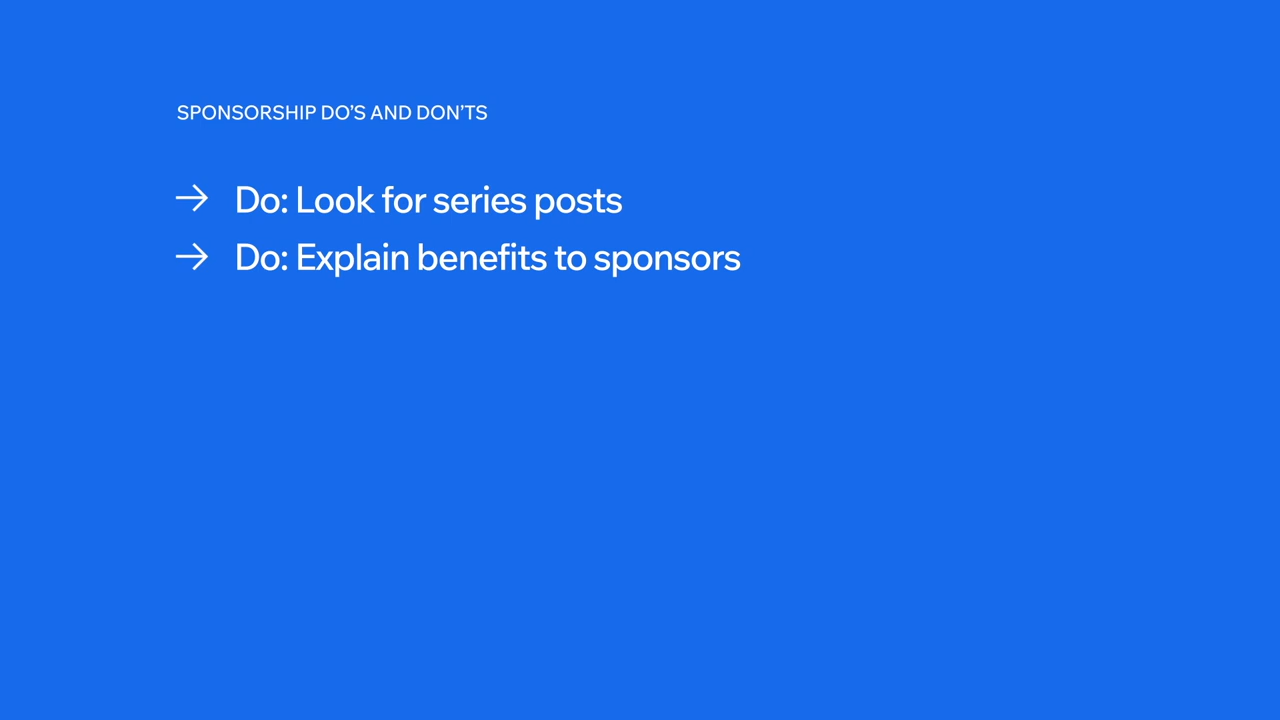 SPONSORSHIP DO’S AND DON’TS
→ Do: Look for series posts
→ Do: Explain benefits to sponsors